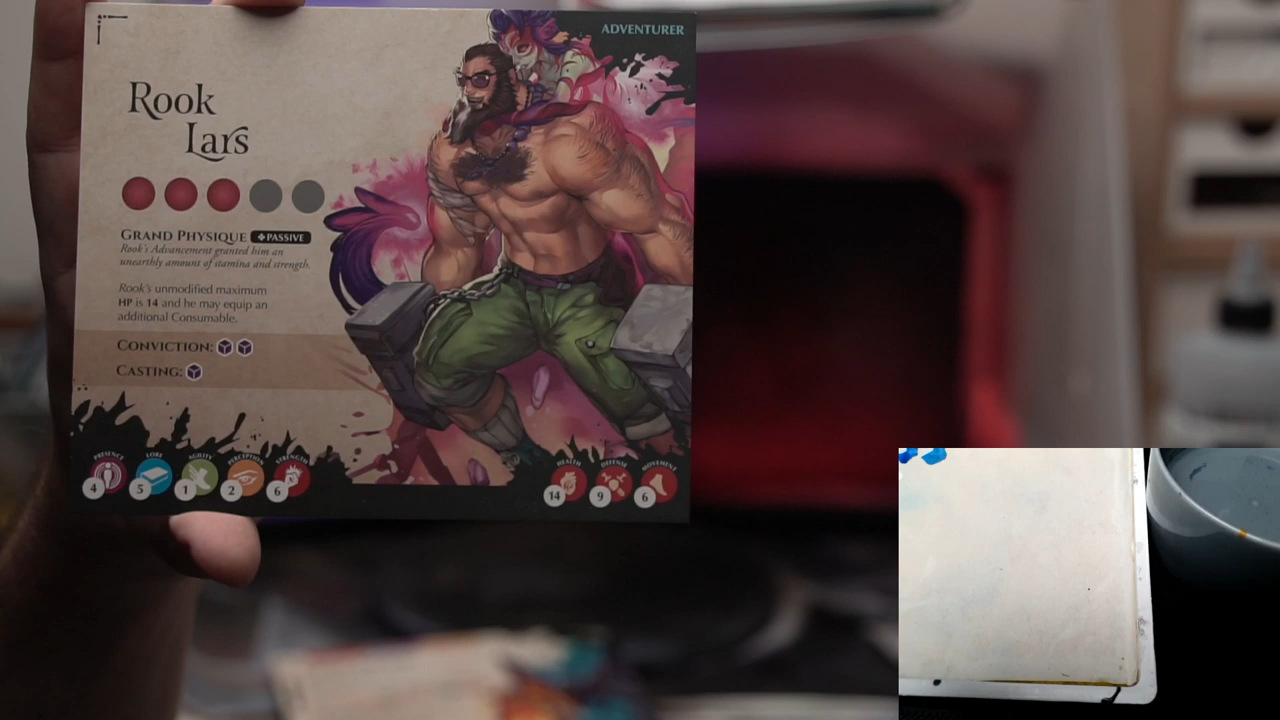 ADVENTURER
Rook
Lars
GRAND PHYSIQUE PASSIVE
Rook's Advancement granted him an
unearthly amount of stamina and strength.
Rook's unmodified maximum
HP is 14 and he may equip an
additional Consumable.
CONVICTION:
CASTING:
PRESENCE LORE AGILITY PERCEPTION STRENGTH
4 5 1 2 6
HEALTH DEFENSE MOVEMENT
14 9 6